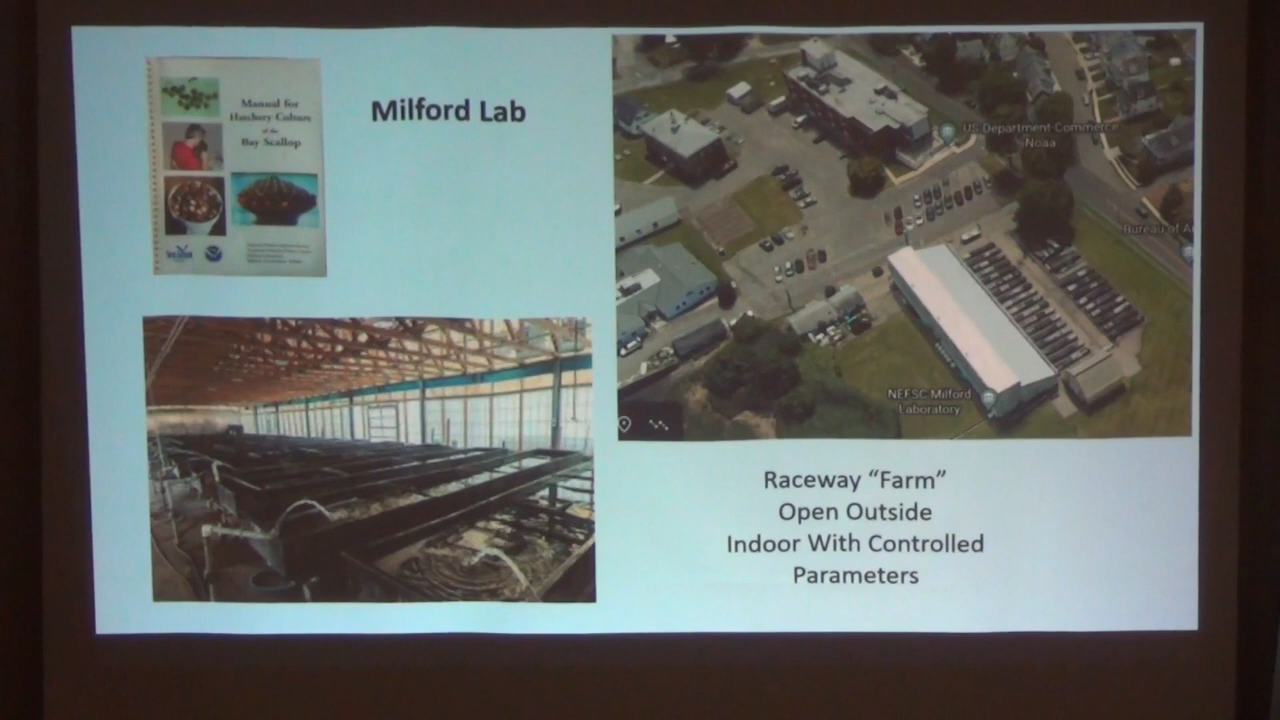 Manual for
Hatchery Culture
of the
Bay Scallop
Milford Lab
US Department-Commerce
Noaa
Bureau of A
NEFSC Milford
Laboratory
Raceway “Farm”
Open Outside
Indoor With Controlled
Parameters